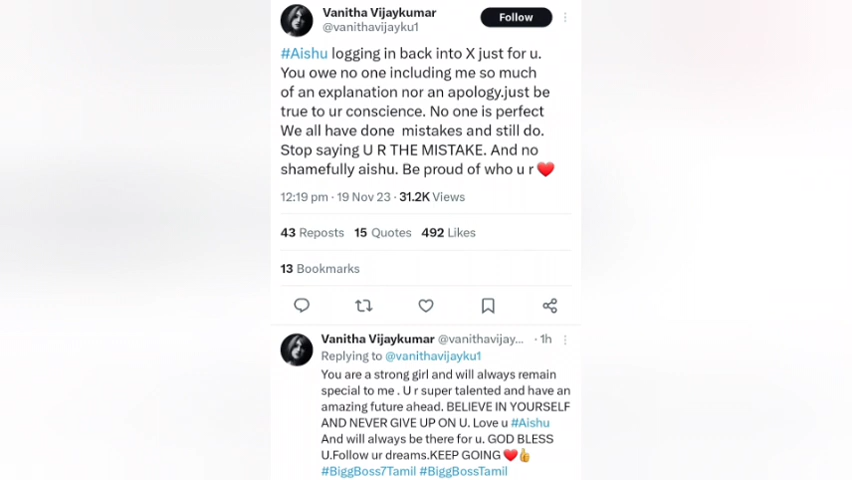 Vanitha Vijaykumar
@vanithavijayku1
Follow
#Aishu logging in back into X just for u.
You owe no one including me so much
of an explanation nor an apology.just be
true to ur conscience. No one is perfect
We all have done mistakes and still do.
Stop saying U R THE MISTAKE. And no
shamefully aishu. Be proud of who u r❤️
12:19 pm · 19 Nov 23 · 31.2K Views
43 Reposts 15 Quotes 492 Likes
13 Bookmarks
Vanitha Vijaykumar @vanithavijay... · 1h
Replying to @vanithavijayku1
You are a strong girl and will always remain
special to me . U r super talented and have an
amazing future ahead. BELIEVE IN YOURSELF
AND NEVER GIVE UP ON U. Love u #Aishu
And will always be there for u. GOD BLESS
U.Follow ur dreams.KEEP GOING ❤️👍
#BiggBoss7Tamil #BiggBossTamil